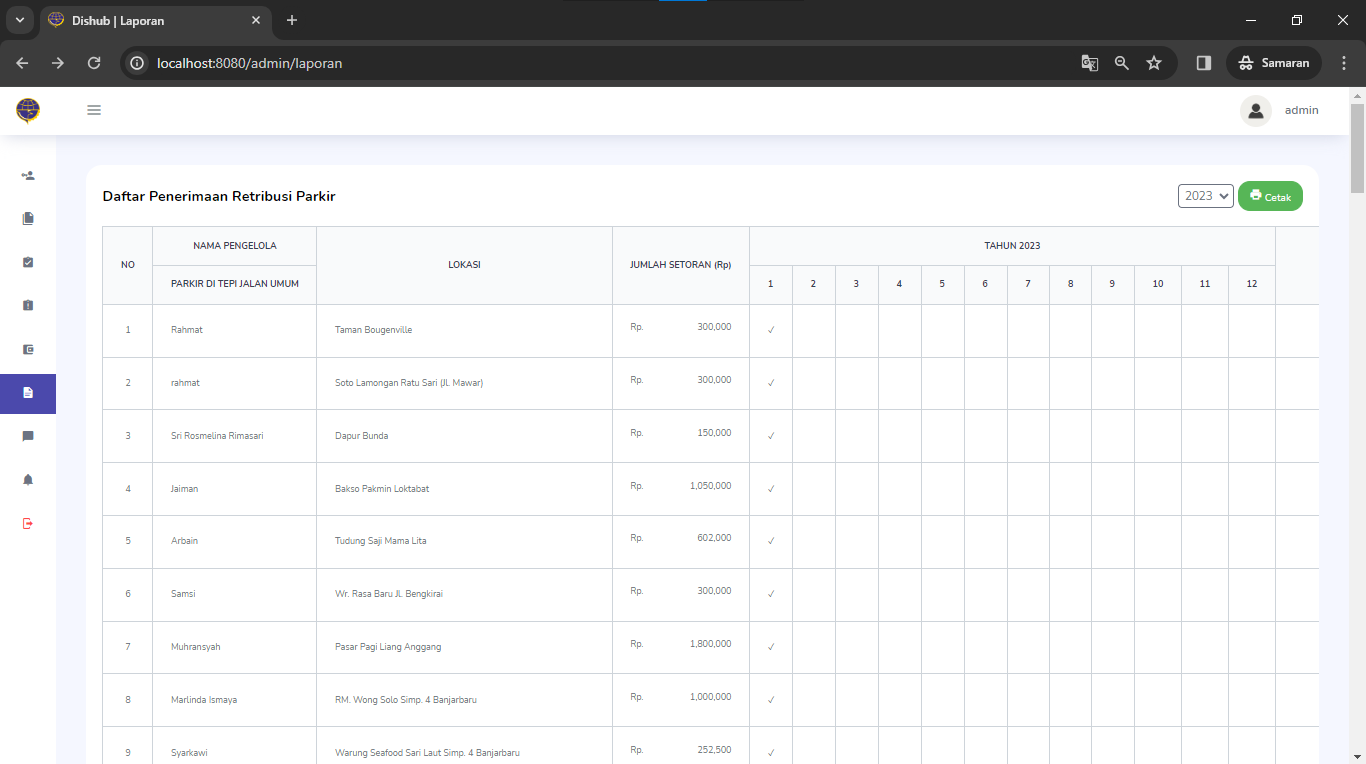 Dishub | Laporan
localhost:8080/admin/laporan
Samaran
admin
Daftar Penerimaan Retribusi Parkir
2023
Cetak
NO
NAMA PENGELOLA
PARKIR DI TEPI JALAN UMUM
LOKASI
JUMLAH SETORAN (Rp)
TAHUN 2023
1 2 3 4 5 6 7 8 9 10 11 12
1 Rahmat Taman Bougenville Rp. 300,000 ✓
2 rahmat Soto Lamongan Ratu Sari (Jl. Mawar) Rp. 300,000 ✓
3 Sri Rosmelina Rimasari Dapur Bunda Rp. 150,000 ✓
4 Jaiman Bakso Pakmin Loktabat Rp. 1,050,000 ✓
5 Arbain Tudung Saji Mama Lita Rp. 602,000 ✓
6 Samsi Wr. Rasa Baru Jl. Bengkirai Rp. 300,000 ✓
7 Muhransyah Pasar Pagi Liang Anggang Rp. 1,800,000 ✓
8 Marlinda Ismaya RM. Wong Solo Simp. 4 Banjarbaru Rp. 1,000,000 ✓
9 Syarkawi Warung Seafood Sari Laut Simp. 4 Banjarbaru Rp. 252,500 ✓